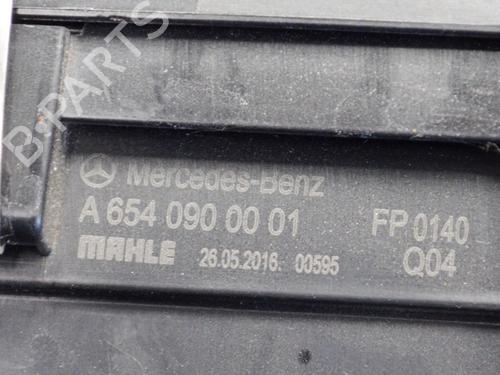 B-PARTS
Mercedes-Benz
A 654 090 00 01 FP 0140
MAHLE 26.05.2016. 00595 Q04